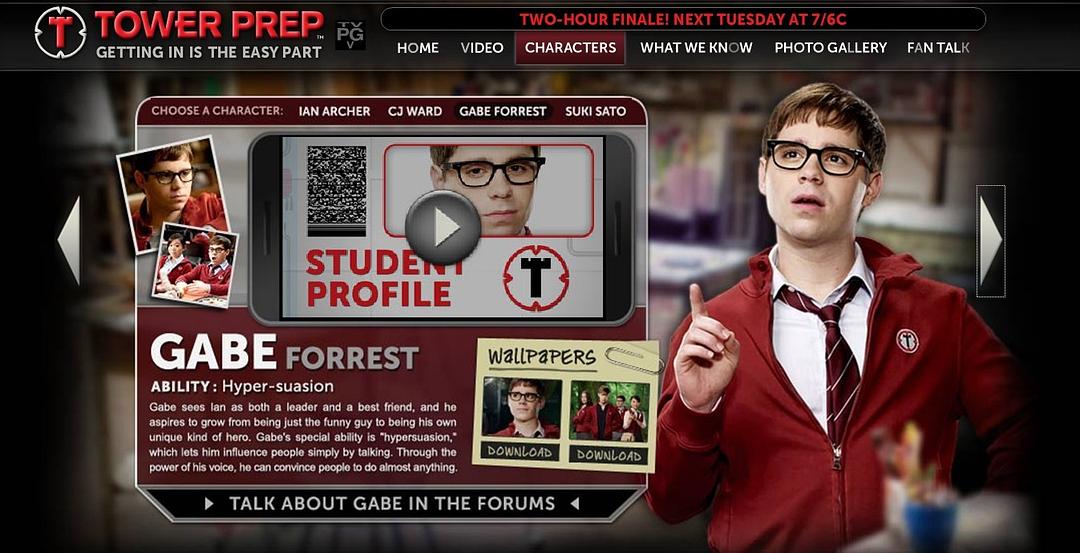 TOWER PREP™
GETTING IN IS THE EASY PART
TV
PG
V
TWO-HOUR FINALE! NEXT TUESDAY AT 7/6C
HOME VIDEO CHARACTERS WHAT WE KNOW PHOTO GALLERY FAN TALK
CHOOSE A CHARACTER: IAN ARCHER CJ WARD GABE FORREST SUKI SATO
STUDENT
PROFILE
GABE FORREST
ABILITY: Hyper-suasion
Gabe sees Ian as both a leader and a best friend, and he
aspires to grow from being just the funny guy to being his own
unique kind of hero. Gabe's special ability is "hypersuasion,"
which lets him influence people simply by talking. Through the
power of his voice, he can convince people to do almost anything.
WALLPAPERS
DOWNLOAD DOWNLOAD
TALK ABOUT GABE IN THE FORUMS